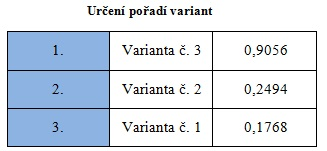 Určení pořadí variant
1. Varianta č. 3 0,9056
2. Varianta č. 2 0,2494
3. Varianta č. 1 0,1768